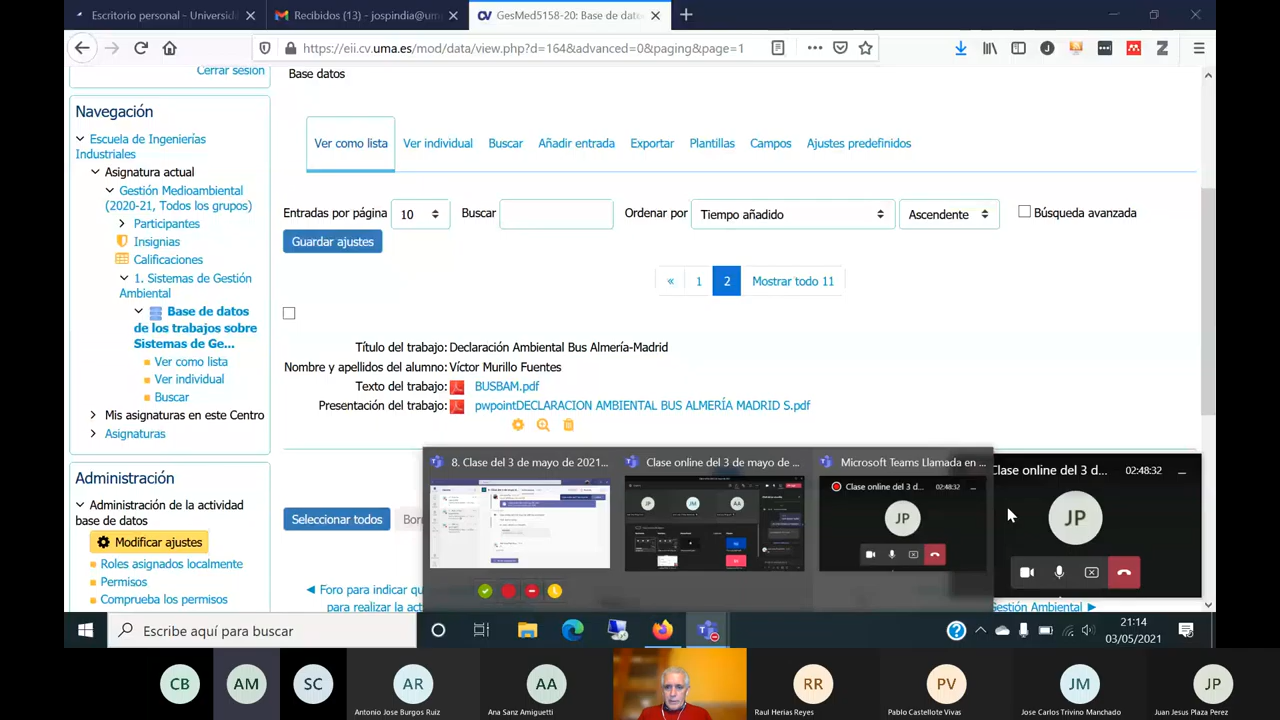 Escritorio personal - Universida
Recibidos (13) - jospindia@um
GesMed5158-20: Base de dato
https://eii.cv.uma.es/mod/data/view.php?d=164&advanced=0&paging&page=1
Cerrar sesión
Base datos
Navegación
Escuela de Ingenierías
Industriales
Asignatura actual
Gestión Medioambiental
(2020-21, Todos los grupos)
Participantes
Insignias
Calificaciones
1. Sistemas de Gestión
Ambiental
Base de datos
de los trabajos sobre
Sistemas de Ge...
Ver como lista
Ver individual
Buscar
Mis asignaturas en este Centro
Asignaturas
Administración
Administración de la actividad
base de datos
Modificar ajustes
Roles asignados localmente
Permisos
Comprueba los permisos
Ver como lista
Ver individual
Buscar
Añadir entrada
Exportar
Plantillas
Campos
Ajustes predefinidos
Entradas por página
10
Buscar
Ordenar por
Tiempo añadido
Ascendente
Búsqueda avanzada
Guardar ajustes
« 1 2 Mostrar todo 11
Título del trabajo: Declaración Ambiental Bus Almería-Madrid
Nombre y apellidos del alumno: Víctor Murillo Fuentes
Texto del trabajo: BUSBAM.pdf
Presentación del trabajo: pwpointDECLARACION AMBIENTAL BUS ALMERÍA MADRID S.pdf
Seleccionar todos
Bor
◄ Foro para indicar qu
para realizar la act
Gestión Ambiental ►
8. Clase del 3 de mayo de 2021...
Clase online del 3 de mayo de ...
JP
JM
AA
Microsoft Teams Llamada en ...
Clase online del 3 d...
02:48:32
JP
Clase online del 3 d...
02:48:32
JP
Escribe aquí para buscar
21:14
03/05/2021
CB
AM
SC
AR
Antonio Jose Burgos Ruiz
AA
Ana Sanz Amiguetti
RR
Raul Herias Reyes
PV
Pablo Castellote Vivas
JM
Jose Carlos Trivino Manchado
JP
Juan Jesus Plaza Perez